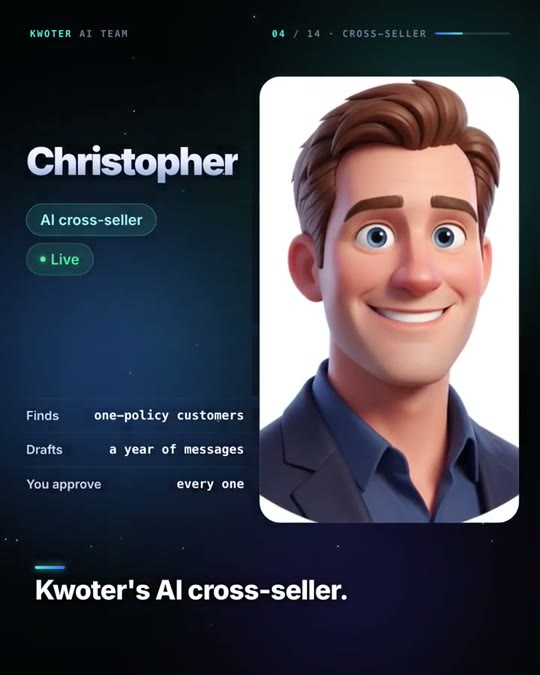 KWOTER AI TEAM
04 / 14 · CROSS-SELLER
Christopher
AI cross-seller
Live
Finds one-policy customers
Drafts a year of messages
You approve every one
Kwoter's AI cross-seller.